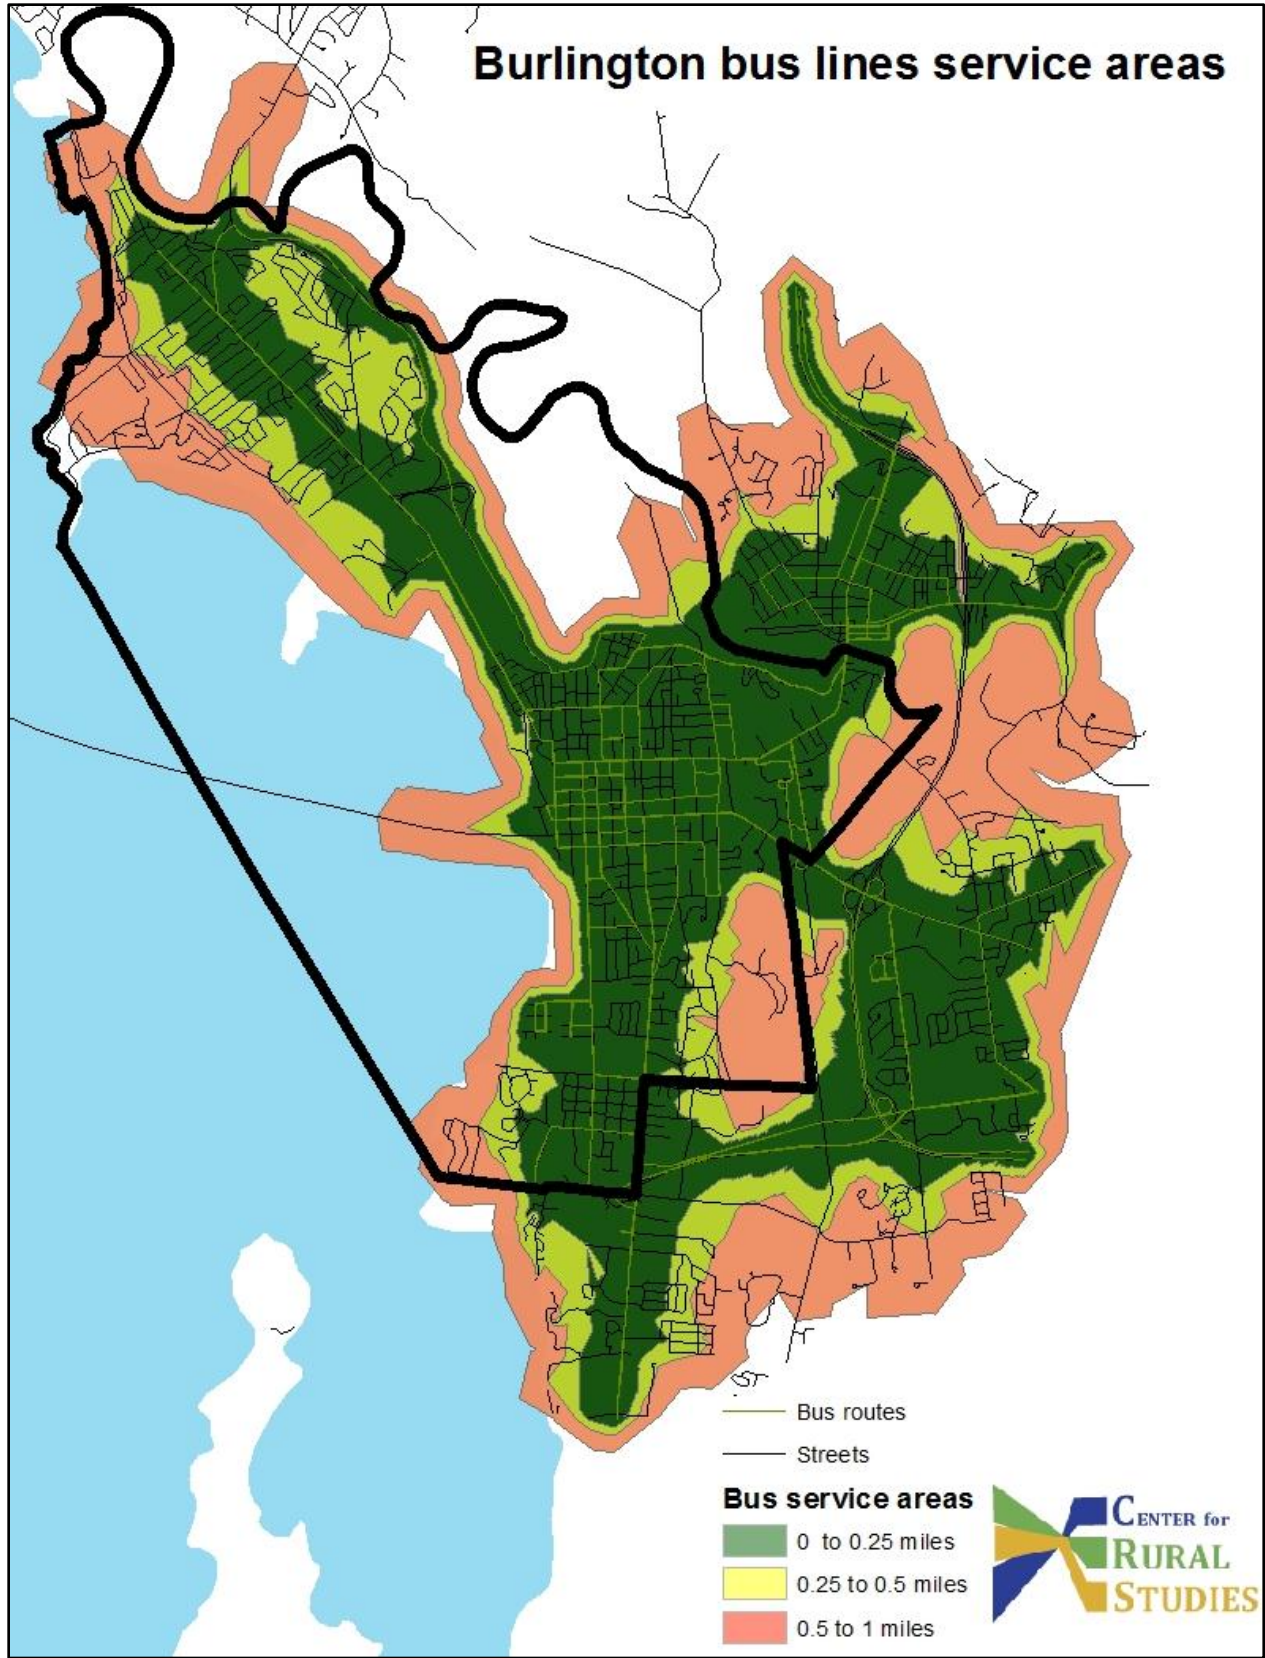 Burlington bus lines service areas
Bus routes
Streets
Bus service areas
0 to 0.25 miles
0.25 to 0.5 miles
0.5 to 1 miles
CENTER for
RURAL
STUDIES